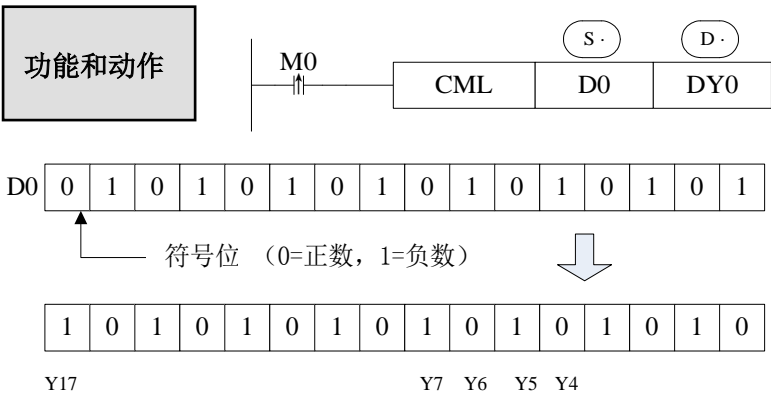 功能和动作
S · D ·
M0
CML D0 DY0
D0 0 1 0 1 0 1 0 1 0 1 0 1 0 1 0 1
符号位 （0=正数，1=负数）
1 0 1 0 1 0 1 0 1 0 1 0 1 0 1 0
Y17 Y7 Y6 Y5 Y4